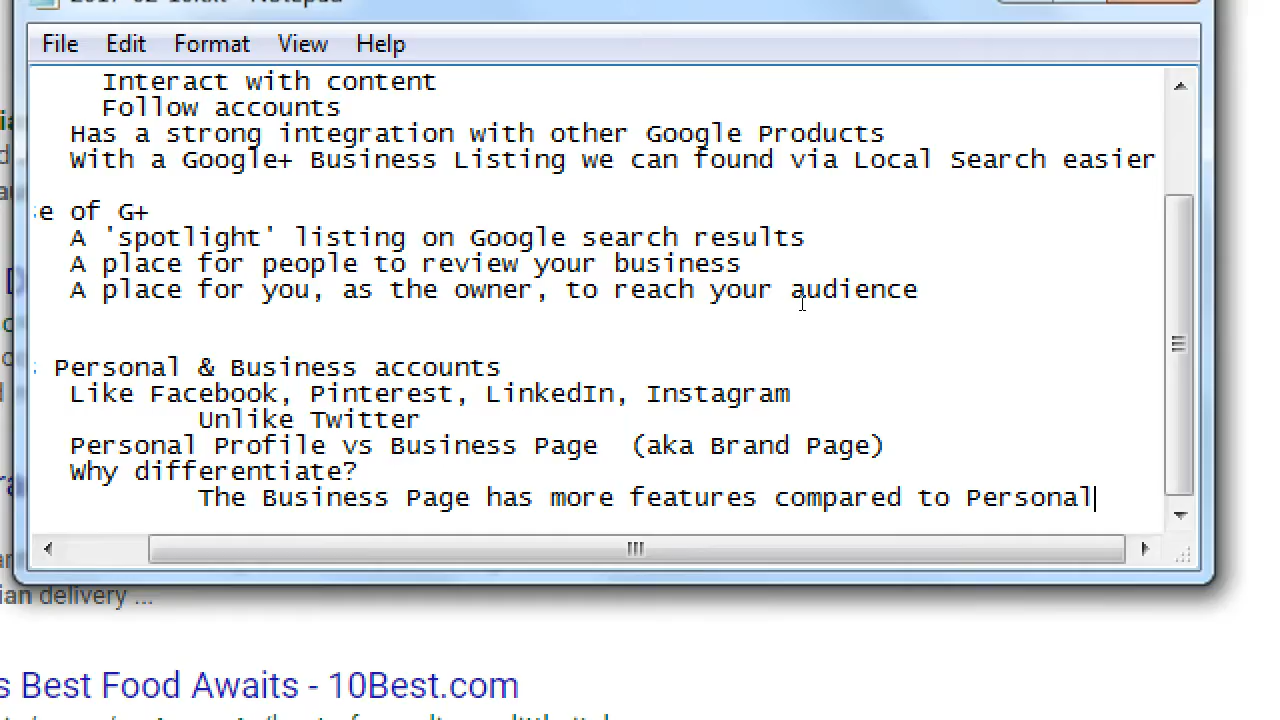 File Edit Format View Help
Interact with content
Follow accounts
Has a strong integration with other Google Products
With a Google+ Business Listing we can found via Local Search easier
e of G+
A 'spotlight' listing on Google search results
A place for people to review your business
A place for you, as the owner, to reach your audience
Personal & Business accounts
Like Facebook, Pinterest, LinkedIn, Instagram
Unlike Twitter
Personal Profile vs Business Page (aka Brand Page)
Why differentiate?
The Business Page has more features compared to Personal
ian delivery ...
s Best Food Awaits - 10Best.com